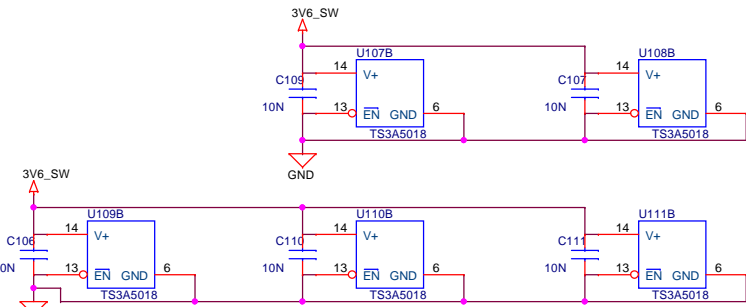 3V6_SW
U107B U108B
14 V+ 14 V+
C109 C107
10N 13 EN GND 6 10N 13 EN GND 6
TS3A5018 TS3A5018
GND
3V6_SW
U109B U110B U111B
14 V+ 14 V+ 14 V+
C106 C110 C111
0N 13 EN GND 6 10N 13 EN GND 6 10N 13 EN GND 6
TS3A5018 TS3A5018 TS3A5018